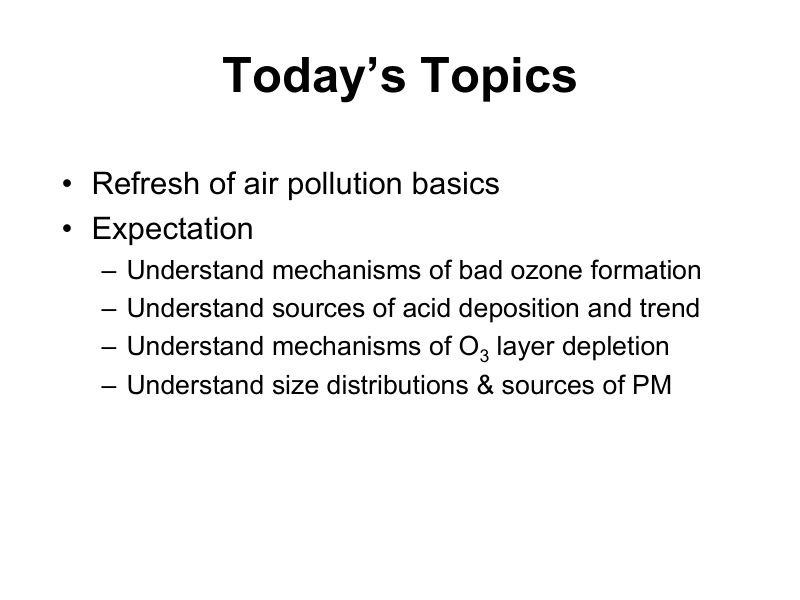 Today’s Topics
• Refresh of air pollution basics
• Expectation
– Understand mechanisms of bad ozone formation
– Understand sources of acid deposition and trend
– Understand mechanisms of O₃ layer depletion
– Understand size distributions & sources of PM